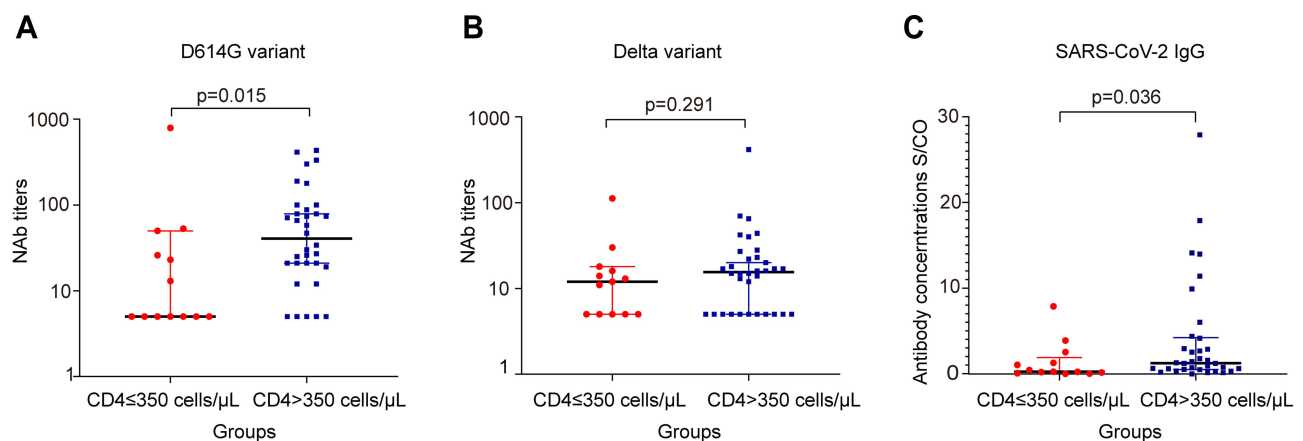 A
D614G variant
p=0.015
1000
100
10
1
NAb titers
CD4≤350 cells/μL
CD4>350 cells/μL
Groups
B
Delta variant
p=0.291
1000
100
10
1
NAb titers
CD4≤350 cells/μL
CD4>350 cells/μL
Groups
C
SARS-CoV-2 IgG
p=0.036
30
20
10
0
Antibody concerntrations S/CO
CD4≤350 cells/μL
CD4>350 cells/μL
Groups